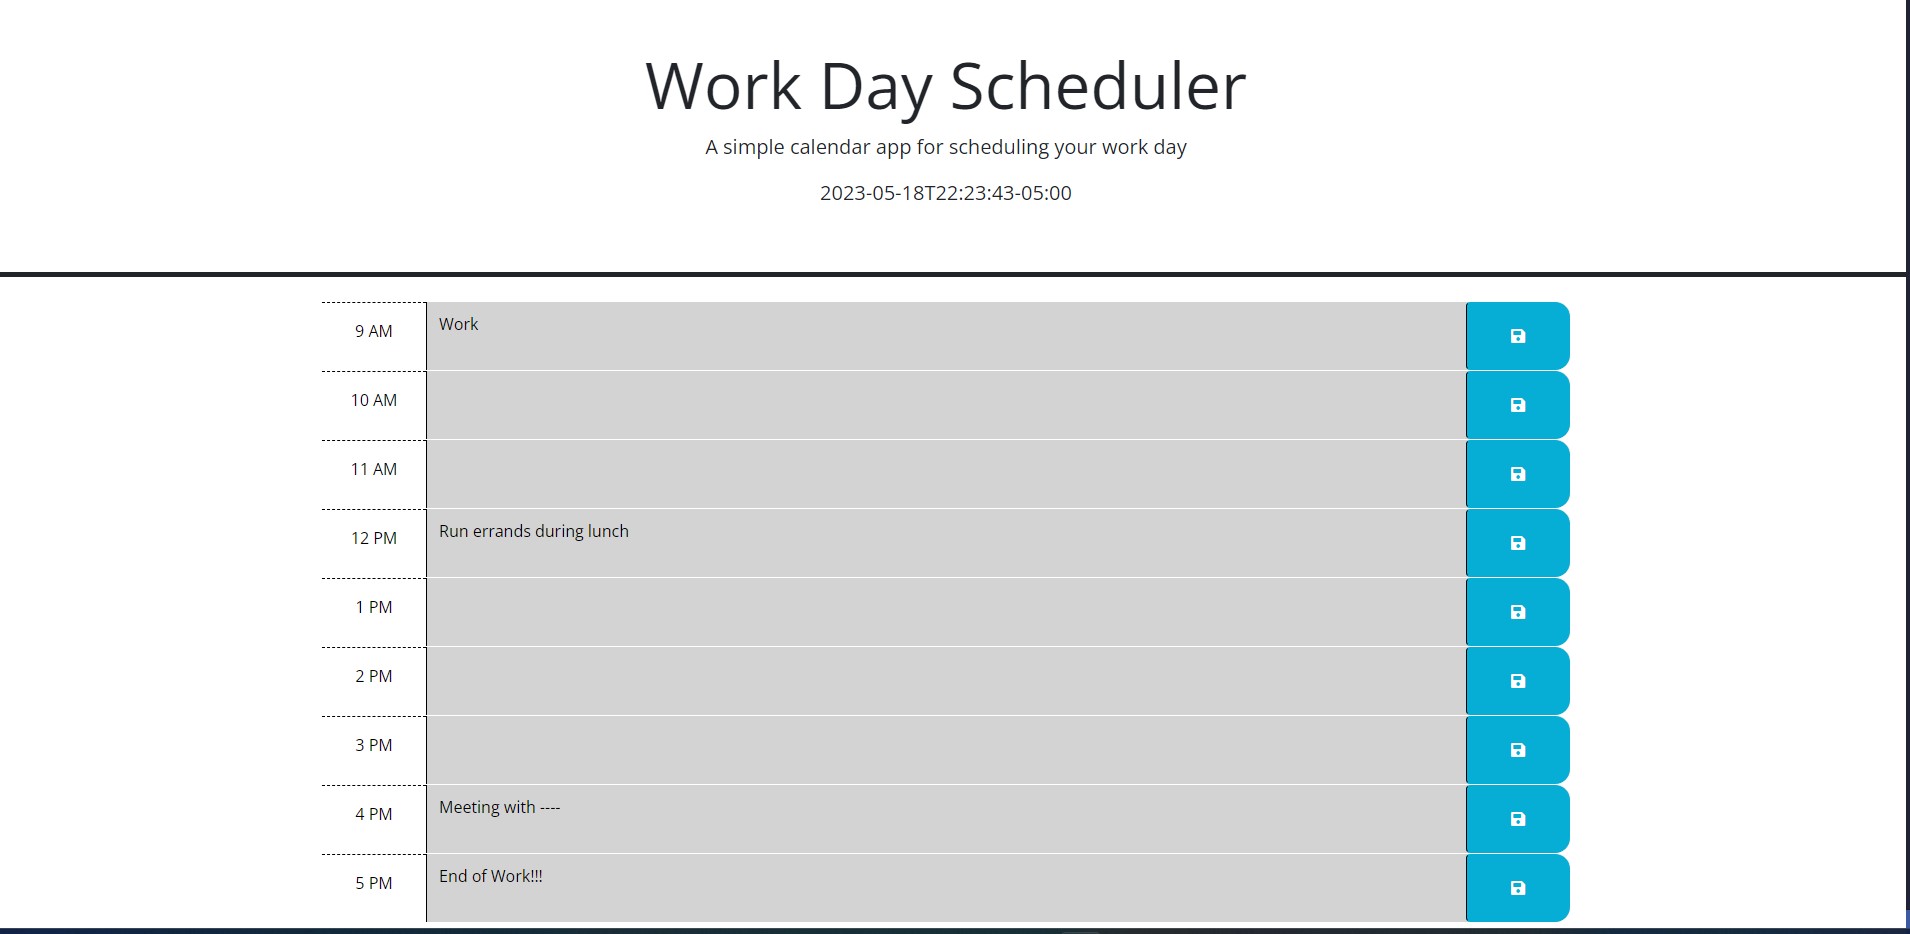 Work Day Scheduler
A simple calendar app for scheduling your work day
2023-05-18T22:23:43-05:00
9 AM Work
10 AM
11 AM
12 PM Run errands during lunch
1 PM
2 PM
3 PM
4 PM Meeting with ----
5 PM End of Work!!!